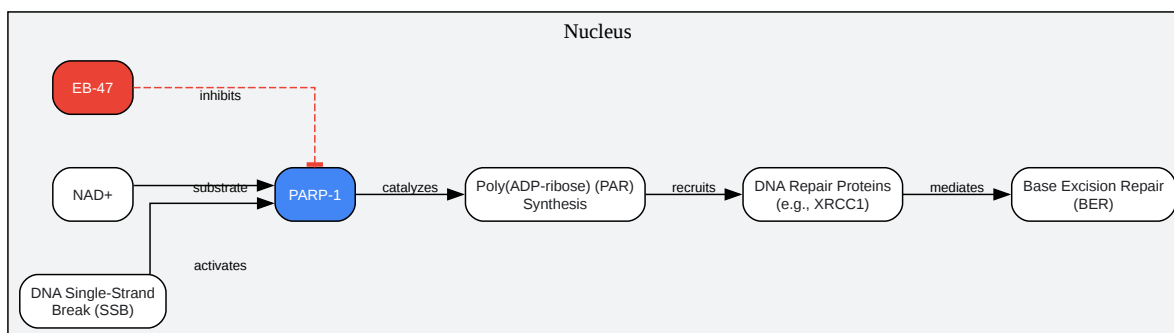 Nucleus
EB-47
inhibits
NAD+
substrate
PARP-1
catalyzes
Poly(ADP-ribose) (PAR)
Synthesis
recruits
DNA Repair Proteins
(e.g., XRCC1)
mediates
Base Excision Repair
(BER)
activates
DNA Single-Strand
Break (SSB)